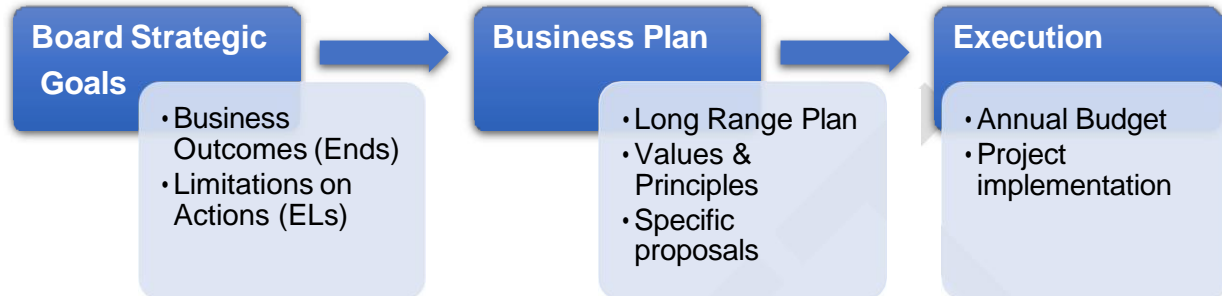 Board Strategic
Goals
• Business
Outcomes (Ends)
• Limitations on
Actions (ELs)
Business Plan
• Long Range Plan
• Values &
Principles
• Specific
proposals
Execution
• Annual Budget
• Project
implementation